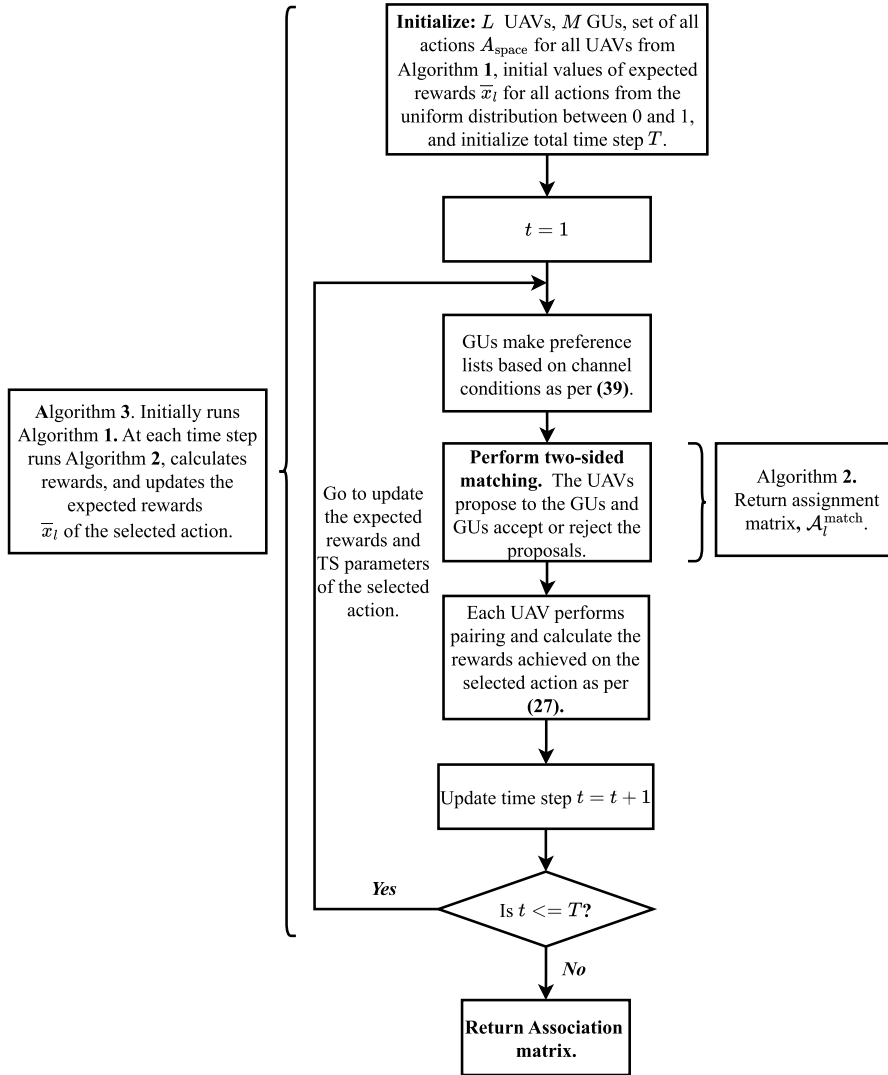 Initialize: L UAVs, M GUs, set of all
actions A_space for all UAVs from
Algorithm 1, initial values of expected
rewards x̅_l for all actions from the
uniform distribution between 0 and 1,
and initialize total time step T.
t = 1
GUs make preference
lists based on channel
conditions as per (39).
Algorithm 3. Initially runs
Algorithm 1. At each time step
runs Algorithm 2, calculates
rewards, and updates the
expected rewards
x̅_l of the selected action.
Go to update
the expected
rewards and
TS parameters
of the selected
action.
Perform two-sided
matching. The UAVs
propose to the GUs and
GUs accept or reject the
proposals.
Algorithm 2.
Return assignment
matrix, 𝒜_l^match.
Each UAV performs
pairing and calculate the
rewards achieved on the
selected action as per
(27).
Update time step t = t + 1
Yes
Is t <= T?
No
Return Association
matrix.